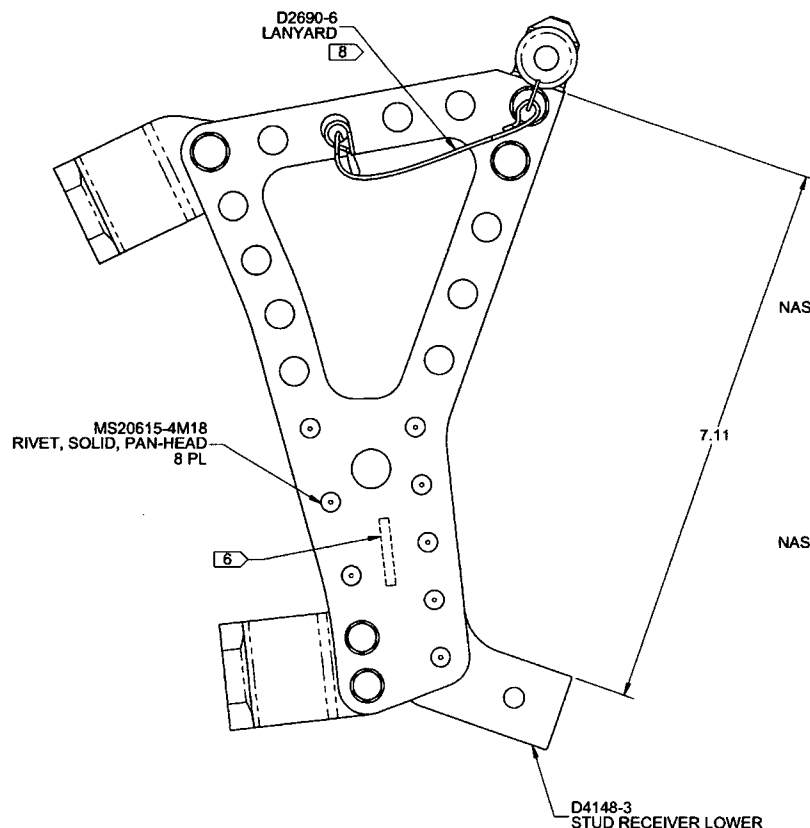 D2690-6
LANYARD
8
NAS
MS20615-4M18
RIVET, SOLID, PAN-HEAD
8 PL
7.11
NAS
6
D4148-3
STUD RECEIVER LOWER